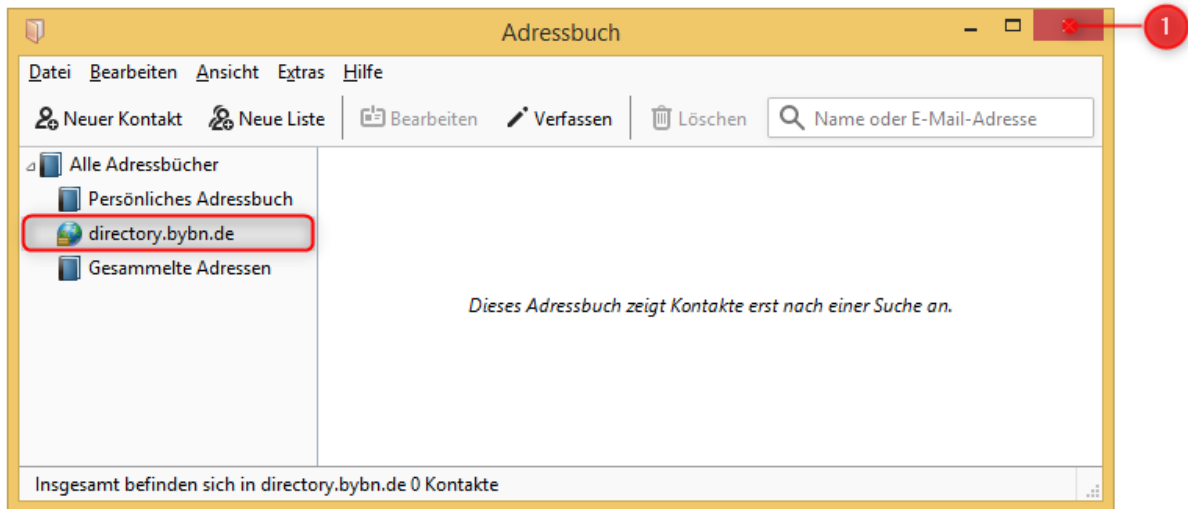 Adressbuch
1
Datei Bearbeiten Ansicht Extras Hilfe
Neuer Kontakt Neue Liste Bearbeiten Verfassen Löschen Name oder E-Mail-Adresse
Alle Adressbücher
Persönliches Adressbuch
directory.bybn.de
Gesammelte Adressen
Dieses Adressbuch zeigt Kontakte erst nach einer Suche an.
Insgesamt befinden sich in directory.bybn.de 0 Kontakte